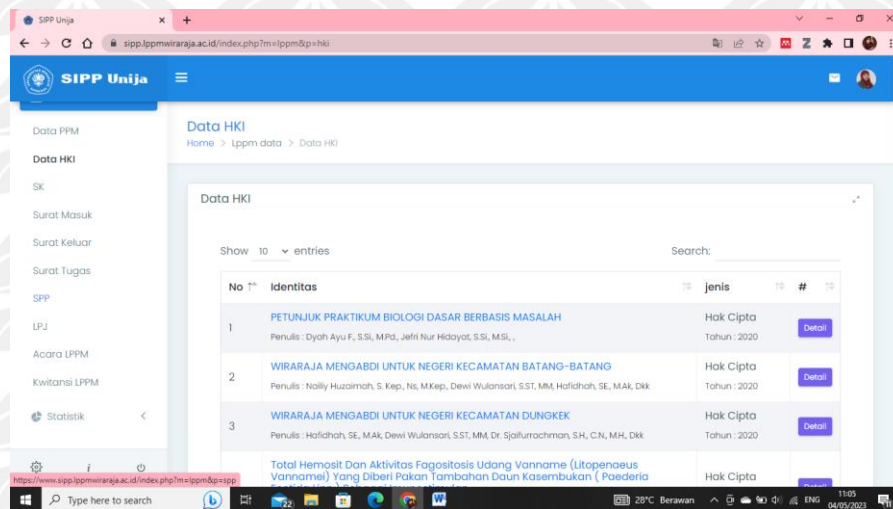 SIPP Unija
sipp.lppmwiraraja.ac.id/index.php?m=lppm&p=hki
SIPP Unija
Data PPM
Data HKI
SK
Surat Masuk
Surat Keluar
Surat Tugas
SPP
LPJ
Acara LPPM
Kwitansi LPPM
Statistik
Data HKI
Home > Lppm data > Data HKI
Data HKI
Show 10 entries
Search:
No Identitas jenis #
1 PETUNJUK PRAKTIKUM BIOLOGI DASAR BERBASIS MASALAH Hak Cipta Detail
Penulis : Dyah Ayu F., S.Si, M.Pd., Jefri Nur Hidayat, S.Si, M.Si, , Tahun : 2020
2 WIRARAJA MENGABDI UNTUK NEGERI KECAMATAN BATANG-BATANG Hak Cipta Detail
Penulis : Nailiy Huzaimah, S. Kep., Ns, M.Kep., Dewi Wulansari, S.ST, MM, Hafidhah, SE., M.Ak, Dkk Tahun : 2020
3 WIRARAJA MENGABDI UNTUK NEGERI KECAMATAN DUNGKEK Hak Cipta Detail
Penulis : Hafidhah, SE., M.Ak, Dewi Wulansari, S.ST, MM, Dr. Sjaifurrachman, S.H., C.N., M.H., Dkk Tahun : 2020
Total Hemosit Dan Aktivitas Fagositosis Udang Vanname (Litopenaeus
Vannamei) Yang Diberi Pakan Tambahan Daun Kasembukan ( Paederia Hak Cipta
https://www.sipp.lppmwiraraja.ac.id/index.php?m=lppm&p=spp
Type here to search
28°C Berawan
ENG
11:05
04/05/2023